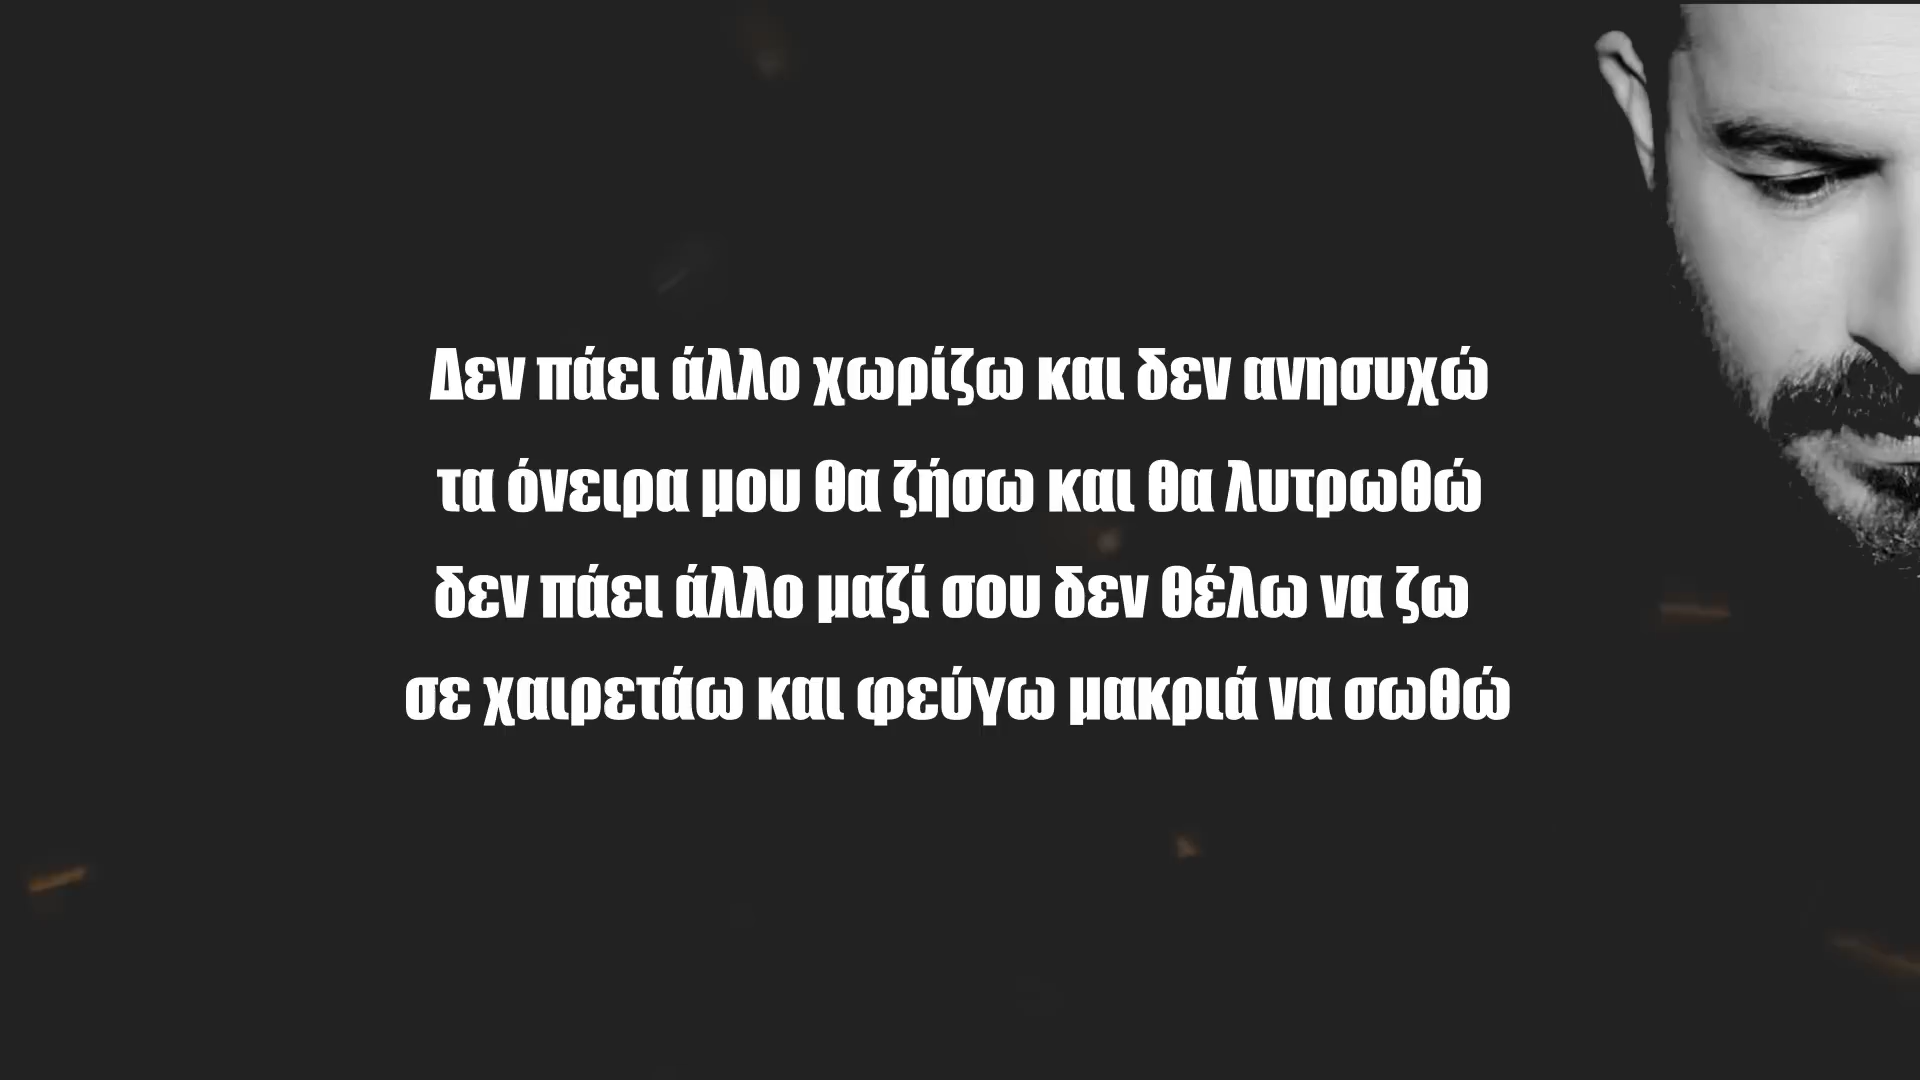 Δεν πάει άλλο χωρίζω και δεν ανησυχώ
τα όνειρα μου θα ζήσω και θα λυτρωθώ
δεν πάει άλλο μαζί σου δεν θέλω να ζω
σε χαιρετάω και φεύγω μακριά να σωθώ